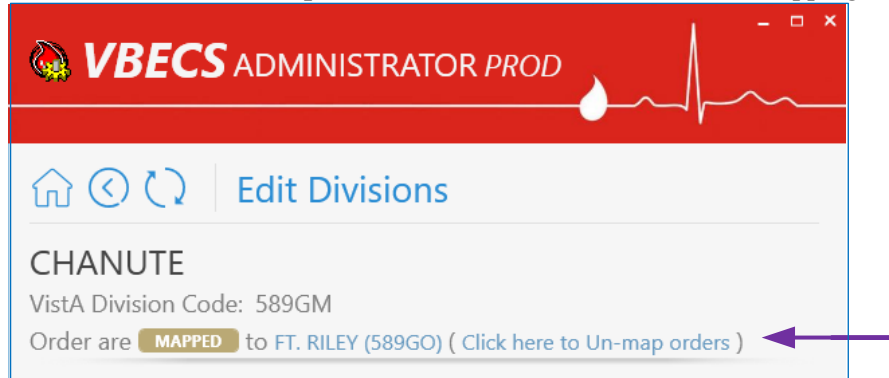 VBECS ADMINISTRATOR PROD
Edit Divisions
CHANUTE
VistA Division Code: 589GM
Order are MAPPED to FT. RILEY (589GO) ( Click here to Un-map orders )